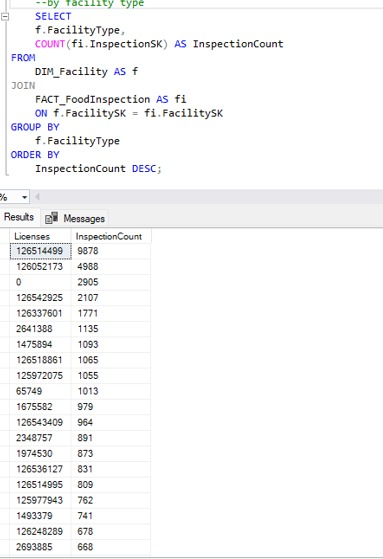 --by facility type
SELECT
f.FacilityType,
COUNT(fi.InspectionSK) AS InspectionCount
FROM
DIM_Facility AS f
JOIN
FACT_FoodInspection AS fi
ON f.FacilitySK = fi.FacilitySK
GROUP BY
f.FacilityType
ORDER BY
InspectionCount DESC;
%
Results Messages
Licenses InspectionCount
126514499 9878
126052173 4988
0 2905
126542925 2107
126337601 1771
2641388 1135
1475894 1093
126518861 1065
125972075 1055
65749 1013
1675582 979
126543409 964
2348757 891
1974530 873
126536127 831
126514995 809
125977943 762
1493379 741
126248289 678
2693885 668